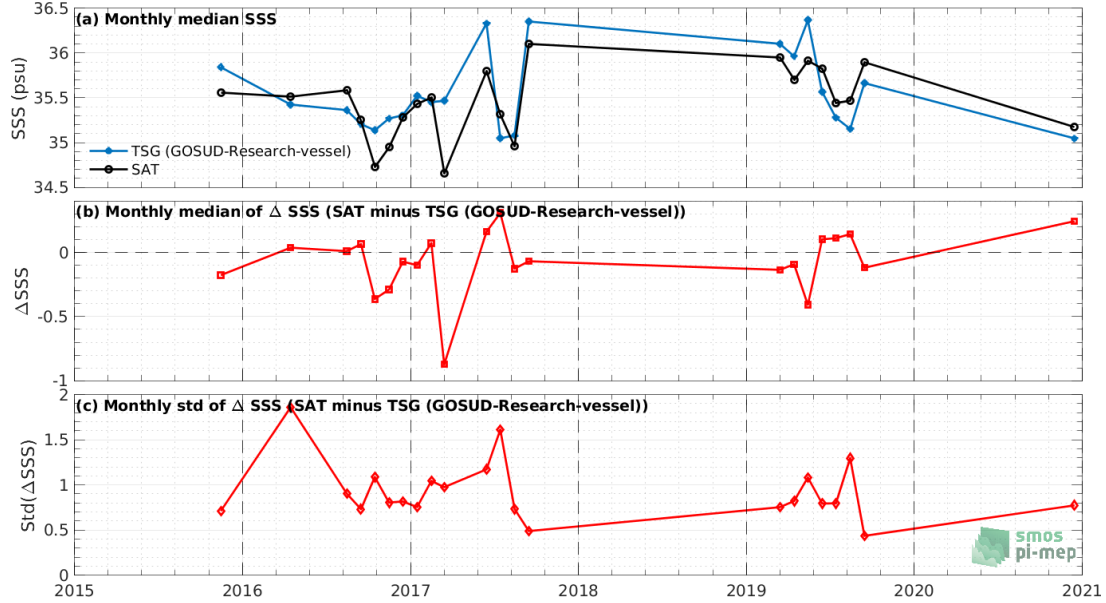 (a) Monthly median SSS
36.5
36
35.5
35
34.5
SSS (psu)
TSG (GOSUD-Research-vessel)
SAT
(b) Monthly median of Δ SSS (SAT minus TSG (GOSUD-Research-vessel))
0
-0.5
-1
ΔSSS
(c) Monthly std of Δ SSS (SAT minus TSG (GOSUD-Research-vessel))
2
1.5
1
0.5
0
Std(ΔSSS)
smos
pi-mep
2015 2016 2017 2018 2019 2020 2021